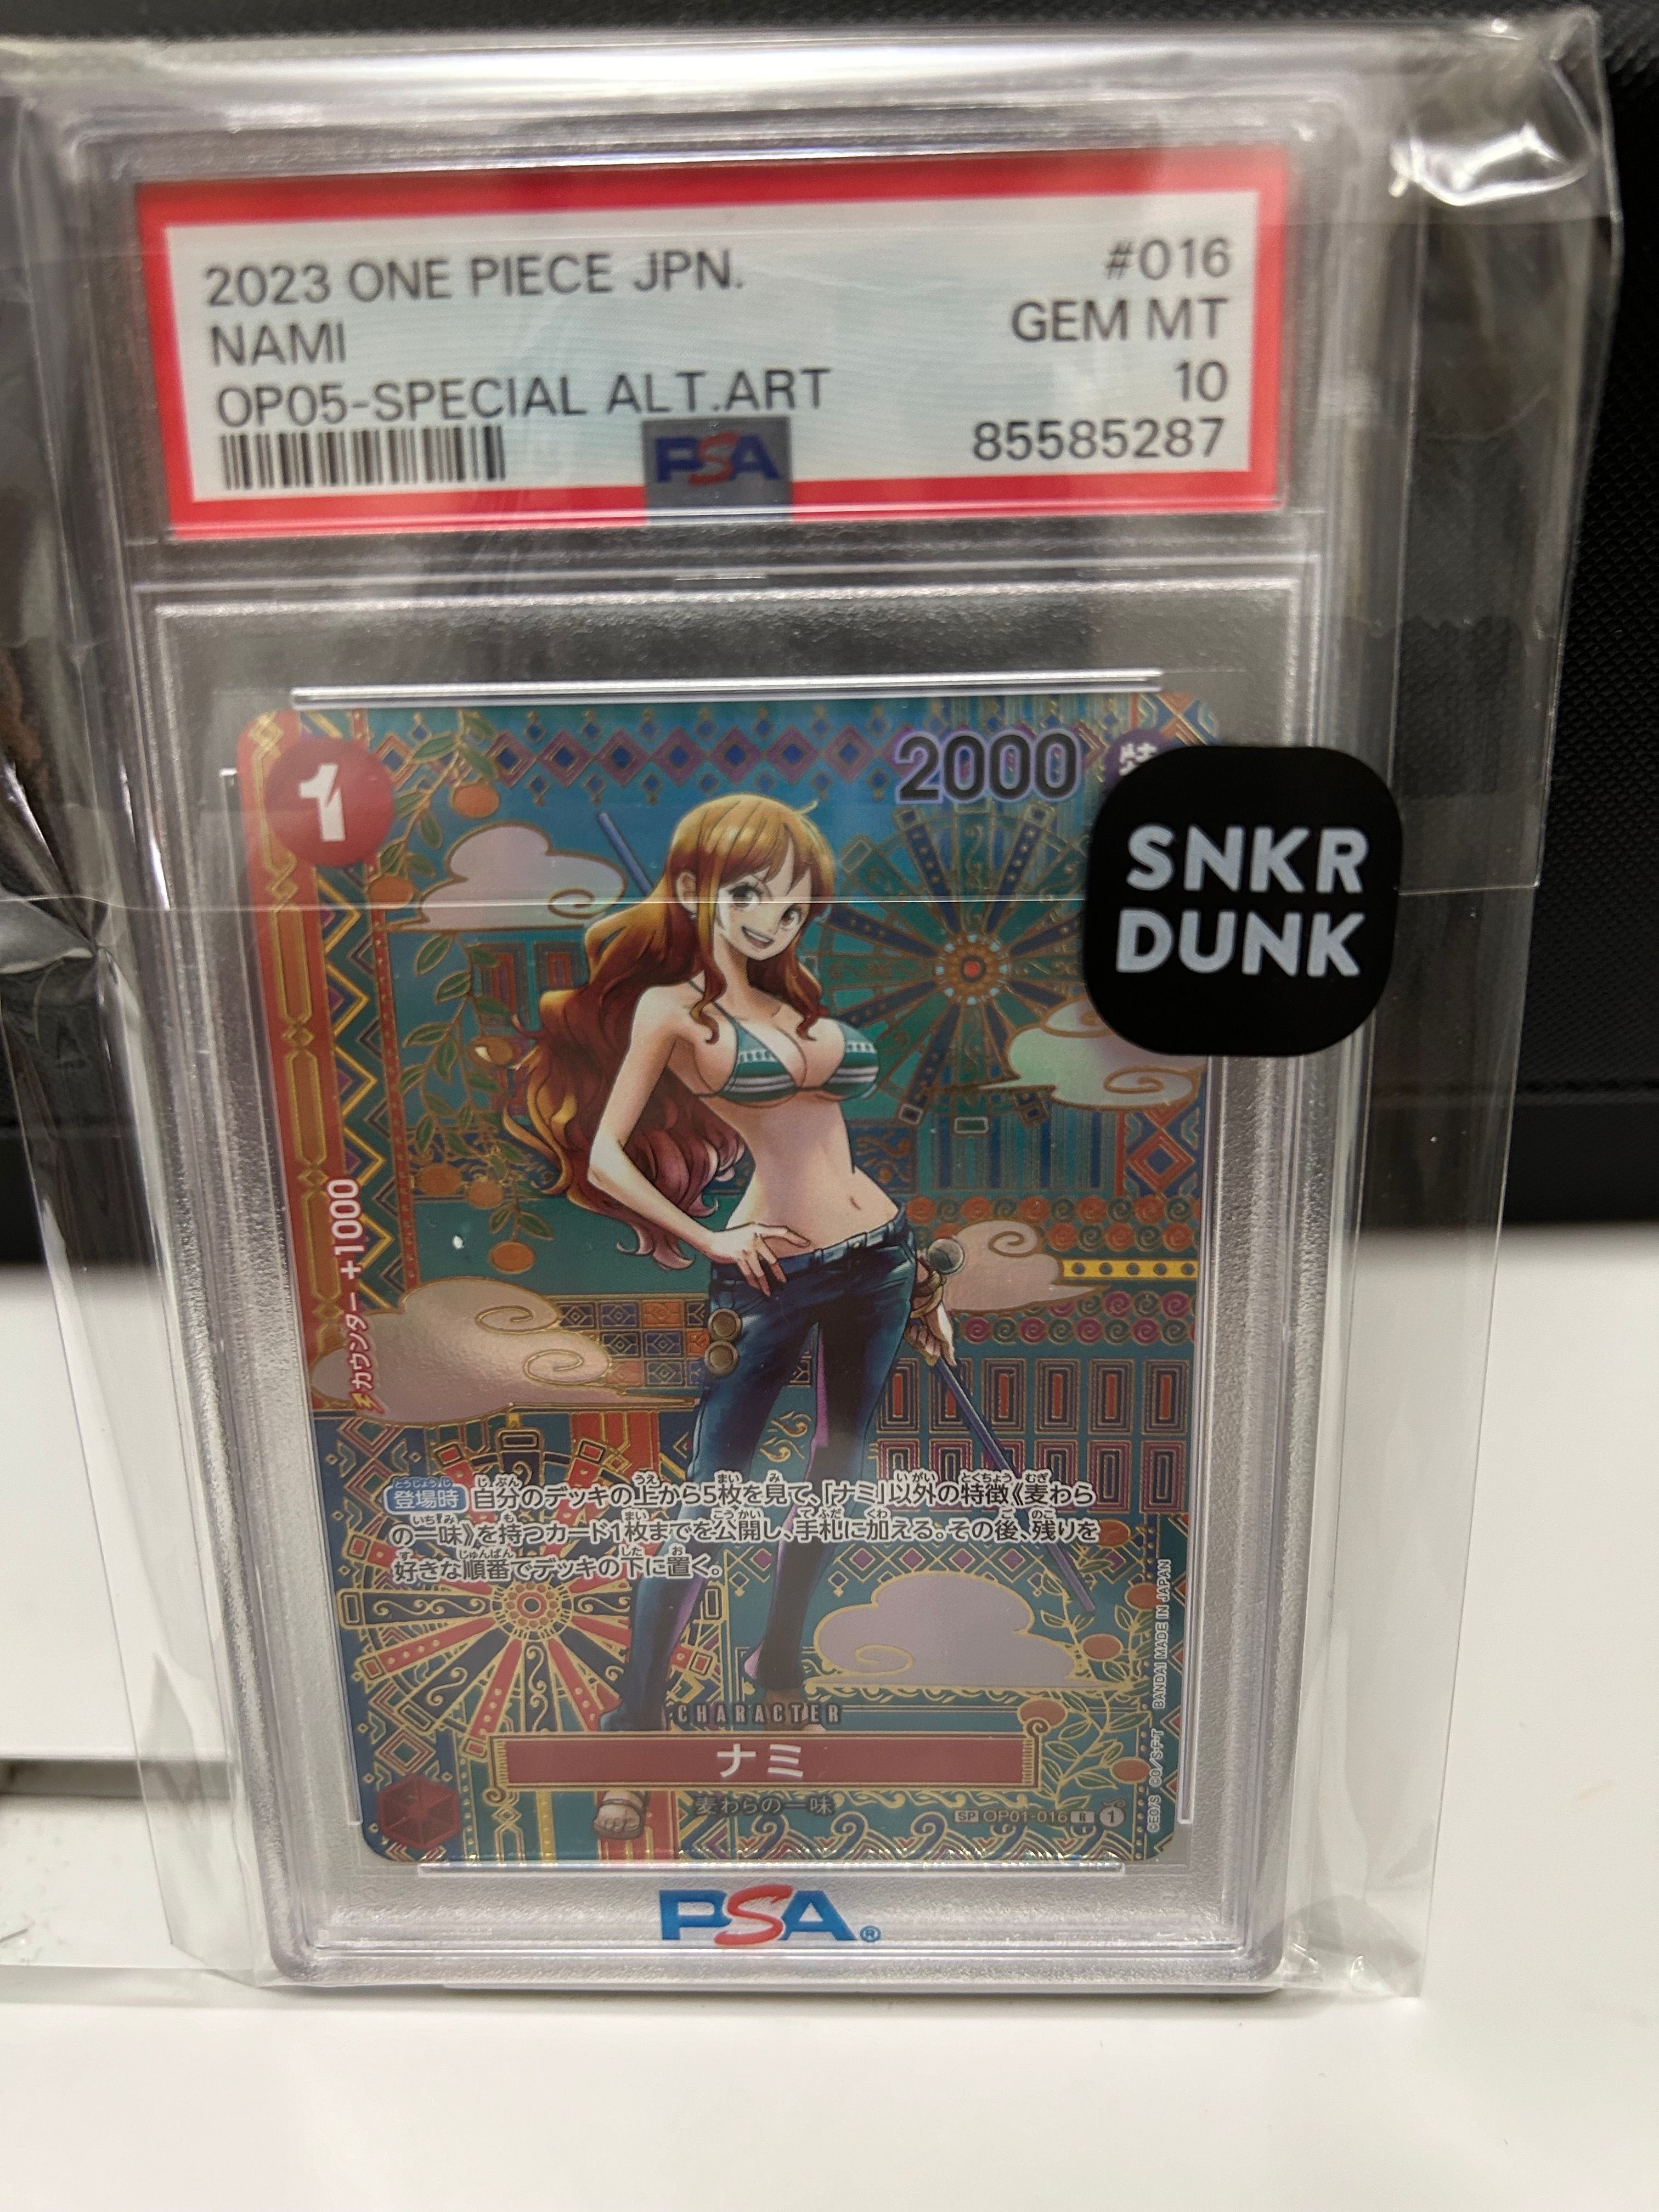 2023 ONE PIECE JPN. #016
NAMI GEM MT
OP05-SPECIAL ALT.ART 10
PSA 85585287
1
2000
特
SNKR
DUNK
カウンター +1000
登場時 自分のデッキの上から5枚を見て、「ナミ」以外の特徴《麦わら
の一味》を持つカード1枚までを公開し、手札に加える。その後、残りを
好きな順番でデッキの下に置く。
CHARACTER
ナミ
麦わらの一味
SP OP01-016 R 1
BANDAI MADE IN JAPAN
PSA®